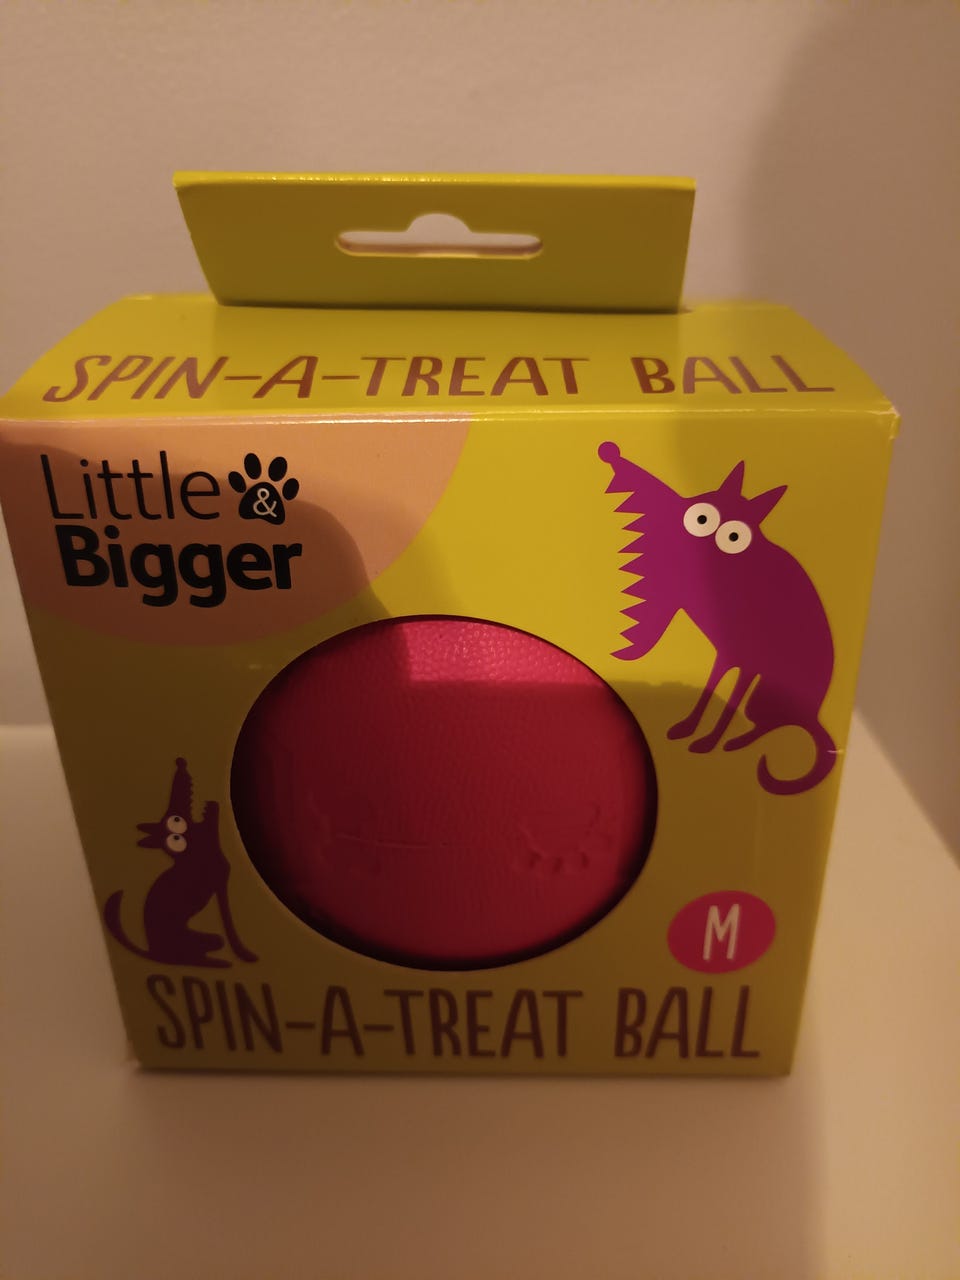 SPIN-A-TREAT BALL
Little &
Bigger
M
SPIN-A-TREAT BALL